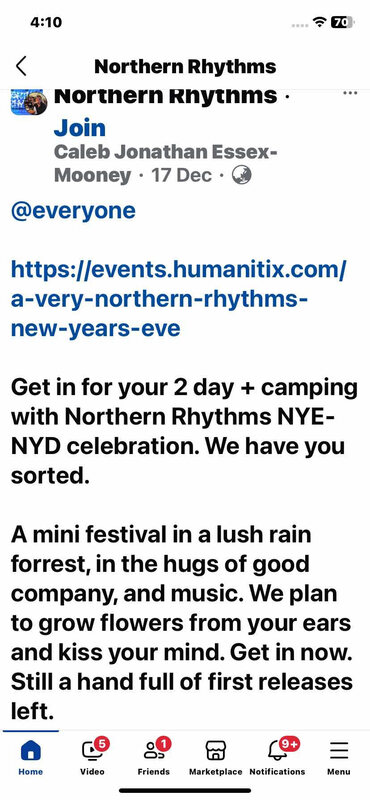 4:10
70
Northern Rhythms
Northern Rhythms ·
Join
Caleb Jonathan Essex-
Mooney · 17 Dec ·
@everyone
https://events.humanitix.com/
a-very-northern-rhythms-
new-years-eve
Get in for your 2 day + camping
with Northern Rhythms NYE-
NYD celebration. We have you
sorted.
A mini festival in a lush rain
forrest, in the hugs of good
company, and music. We plan
to grow flowers from your ears
and kiss your mind. Get in now.
Still a hand full of first releases
left.
5 1 9+
Home Video Friends Marketplace Notifications Menu